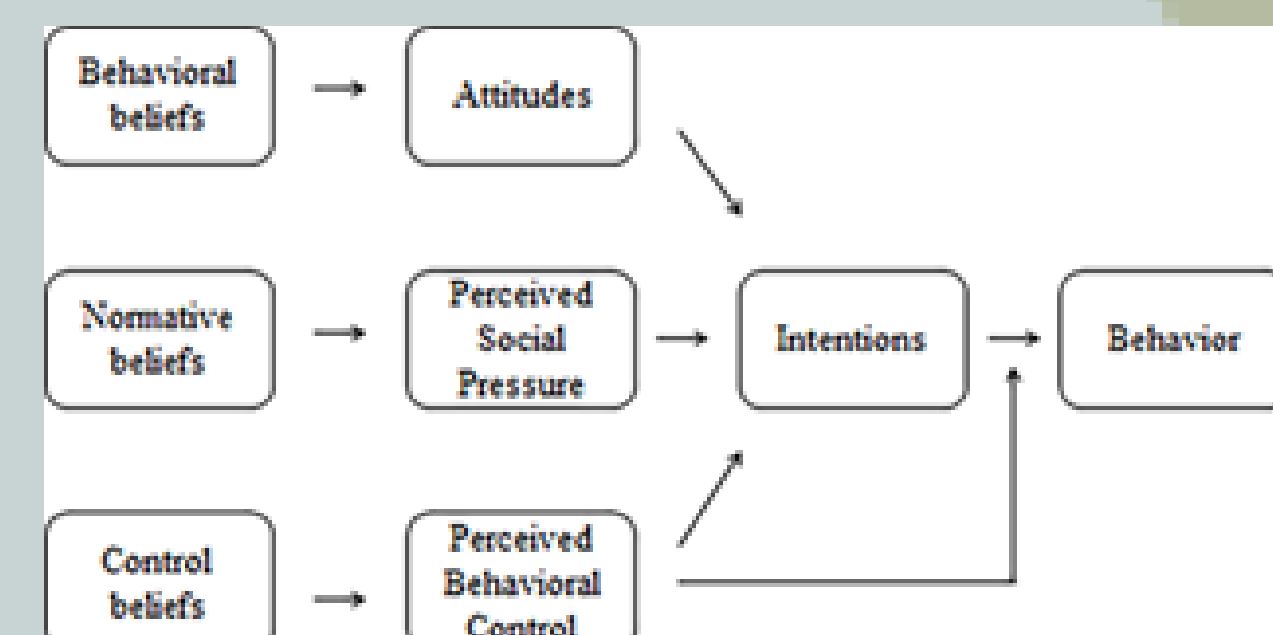 Behavioral
beliefs
Attitudes
Normative
beliefs
Perceived
Social
Pressure
Intentions
Behavior
Control
beliefs
Perceived
Behavioral
Control